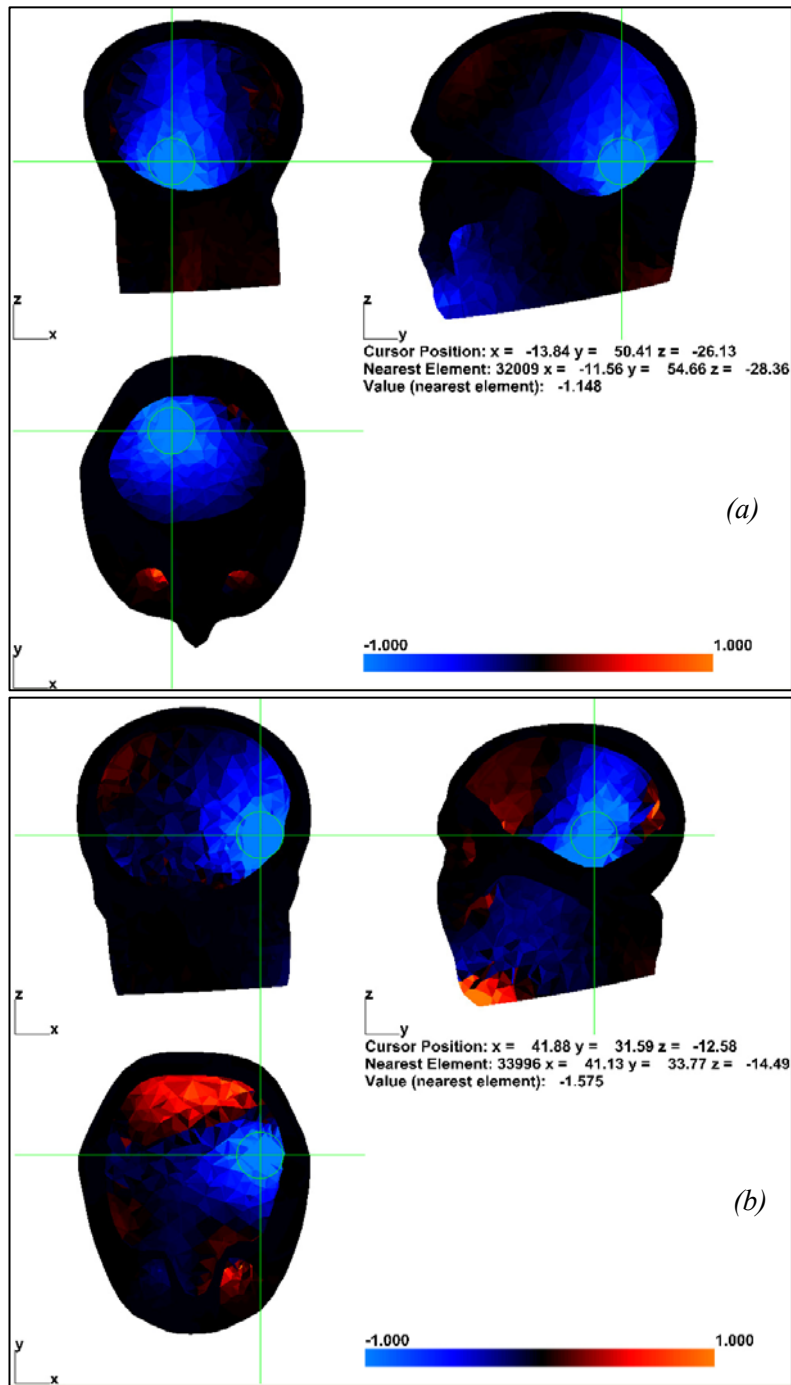 z
x
z
y
Cursor Position: x = -13.84 y = 50.41 z = -26.13
Nearest Element: 32009 x = -11.56 y = 54.66 z = -28.36
Value (nearest element): -1.148
(a)
y
x
-1.000 1.000
z
x
z
y
Cursor Position: x = 41.88 y = 31.59 z = -12.58
Nearest Element: 33996 x = 41.13 y = 33.77 z = -14.49
Value (nearest element): -1.575
(b)
y
x
-1.000 1.000